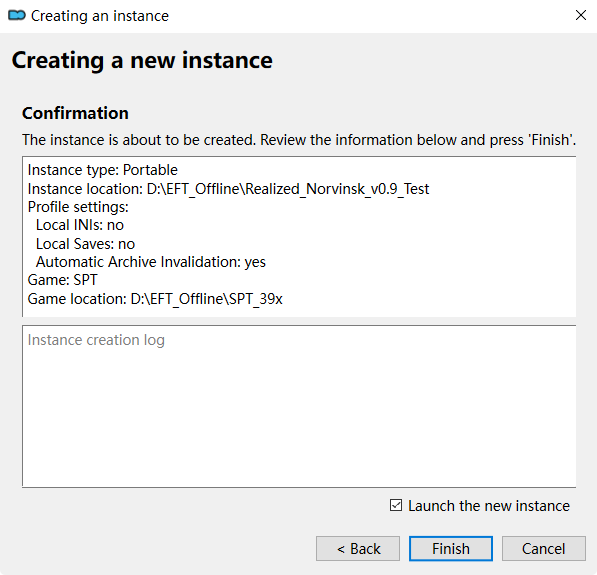 Creating an instance
Creating a new instance
Confirmation
The instance is about to be created. Review the information below and press 'Finish'.
Instance type: Portable
Instance location: D:\EFT_Offline\Realized_Norvinsk_v0.9_Test
Profile settings:
Local INIs: no
Local Saves: no
Automatic Archive Invalidation: yes
Game: SPT
Game location: D:\EFT_Offline\SPT_39x
Instance creation log
Launch the new instance
< Back
Finish
Cancel